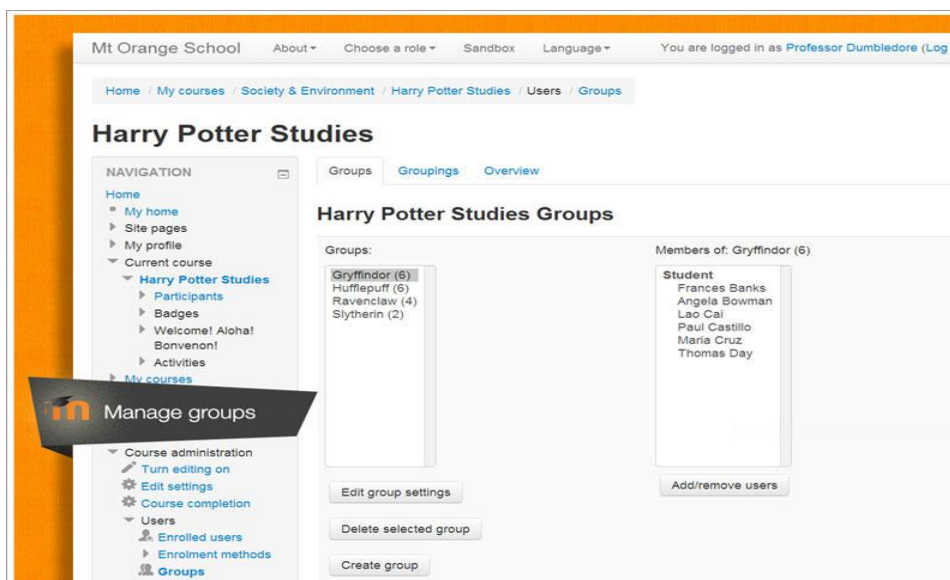 Mt Orange School About Choose a role Sandbox Language You are logged in as Professor Dumbledore (Log
Home / My courses / Society & Environment / Harry Potter Studies / Users / Groups
Harry Potter Studies
NAVIGATION
Home
My home
Site pages
My profile
Current course
Harry Potter Studies
Participants
Badges
Welcome! Aloha!
Bonvenon!
Activities
My courses
Manage groups
Course administration
Turn editing on
Edit settings
Course completion
Users
Enrolled users
Enrolment methods
Groups
Groups Groupings Overview
Harry Potter Studies Groups
Groups:
Gryffindor (6)
Hufflepuff (6)
Ravenclaw (4)
Slytherin (2)
Edit group settings
Delete selected group
Create group
Members of: Gryffindor (6)
Student
Frances Banks
Angela Bowman
Lao Cai
Paul Castillo
Maria Cruz
Thomas Day
Add/remove users